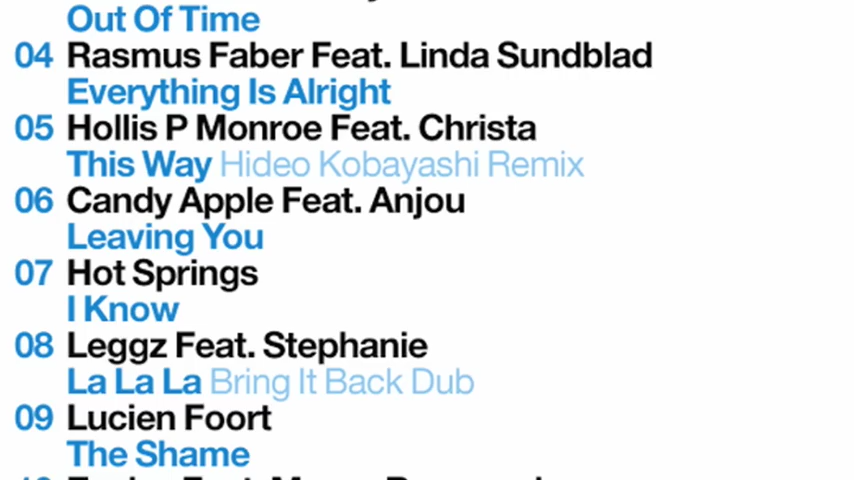 Out Of Time
04 Rasmus Faber Feat. Linda Sundblad
Everything Is Alright
05 Hollis P Monroe Feat. Christa
This Way Hideo Kobayashi Remix
06 Candy Apple Feat. Anjou
Leaving You
07 Hot Springs
I Know
08 Leggz Feat. Stephanie
La La La Bring It Back Dub
09 Lucien Foort
The Shame